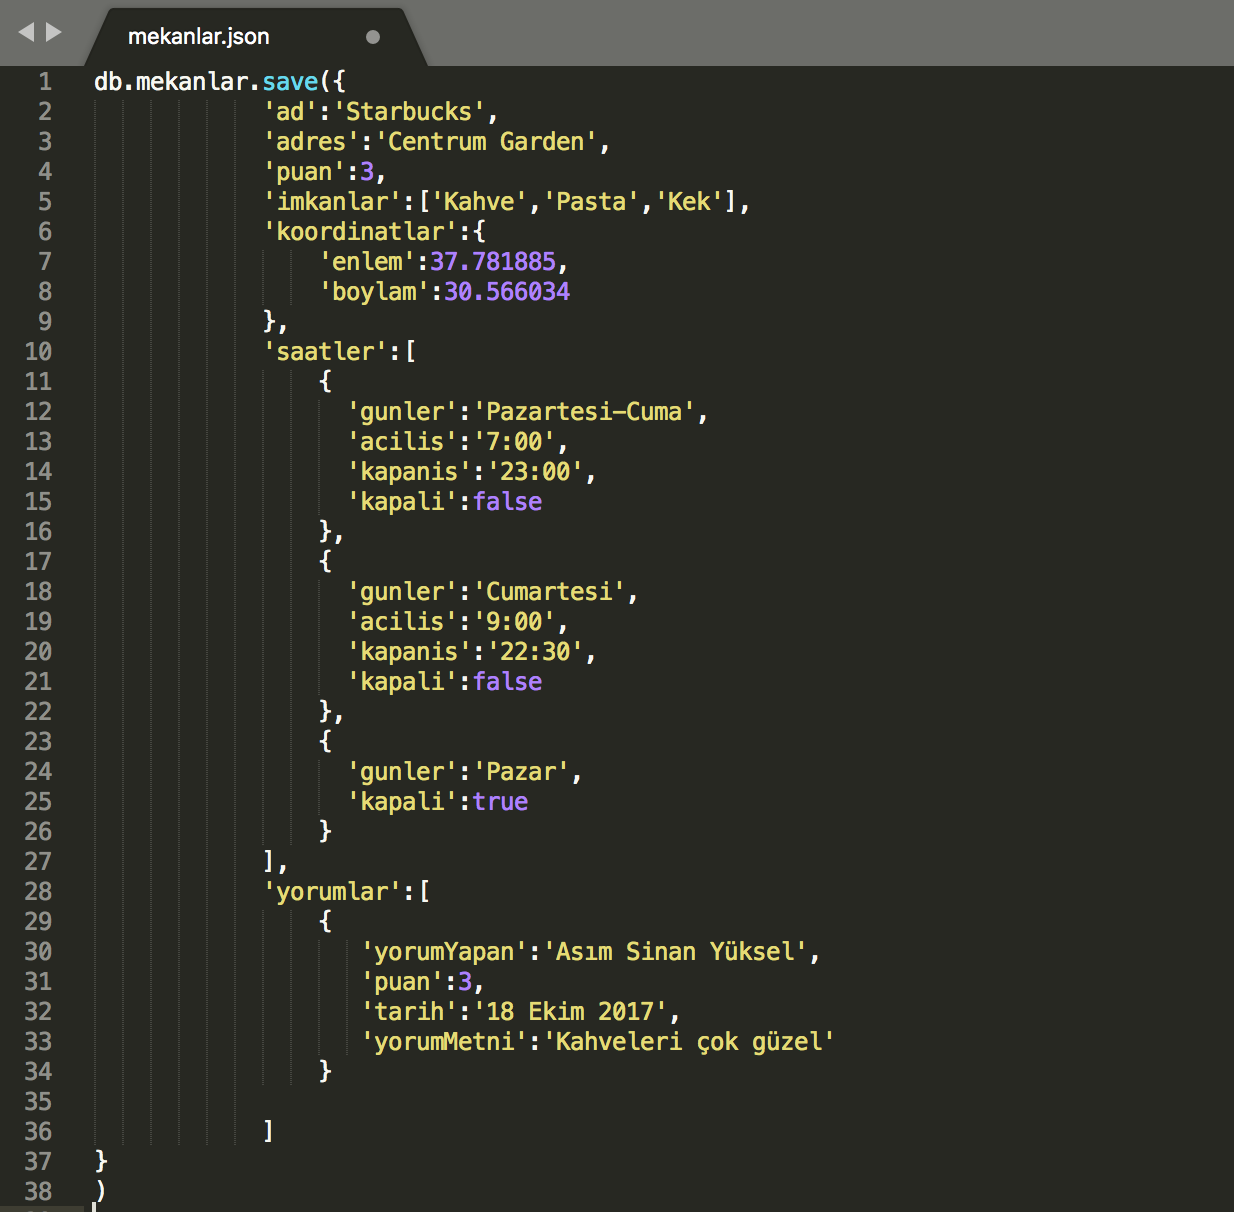 mekanlar.json
1 db.mekanlar.save({
2 'ad':'Starbucks',
3 'adres':'Centrum Garden',
4 'puan':3,
5 'imkanlar':['Kahve','Pasta','Kek'],
6 'koordinatlar':{
7 'enlem':37.781885,
8 'boylam':30.566034
9 },
10 'saatler':[
11 {
12 'gunler':'Pazartesi-Cuma',
13 'acilis':'7:00',
14 'kapanis':'23:00',
15 'kapali':false
16 },
17 {
18 'gunler':'Cumartesi',
19 'acilis':'9:00',
20 'kapanis':'22:30',
21 'kapali':false
22 },
23 {
24 'gunler':'Pazar',
25 'kapali':true
26 }
27 ],
28 'yorumlar':[
29 {
30 'yorumYapan':'Asım Sinan Yüksel',
31 'puan':3,
32 'tarih':'18 Ekim 2017',
33 'yorumMetni':'Kahveleri çok güzel'
34 }
35
36 ]
37 }
38 )